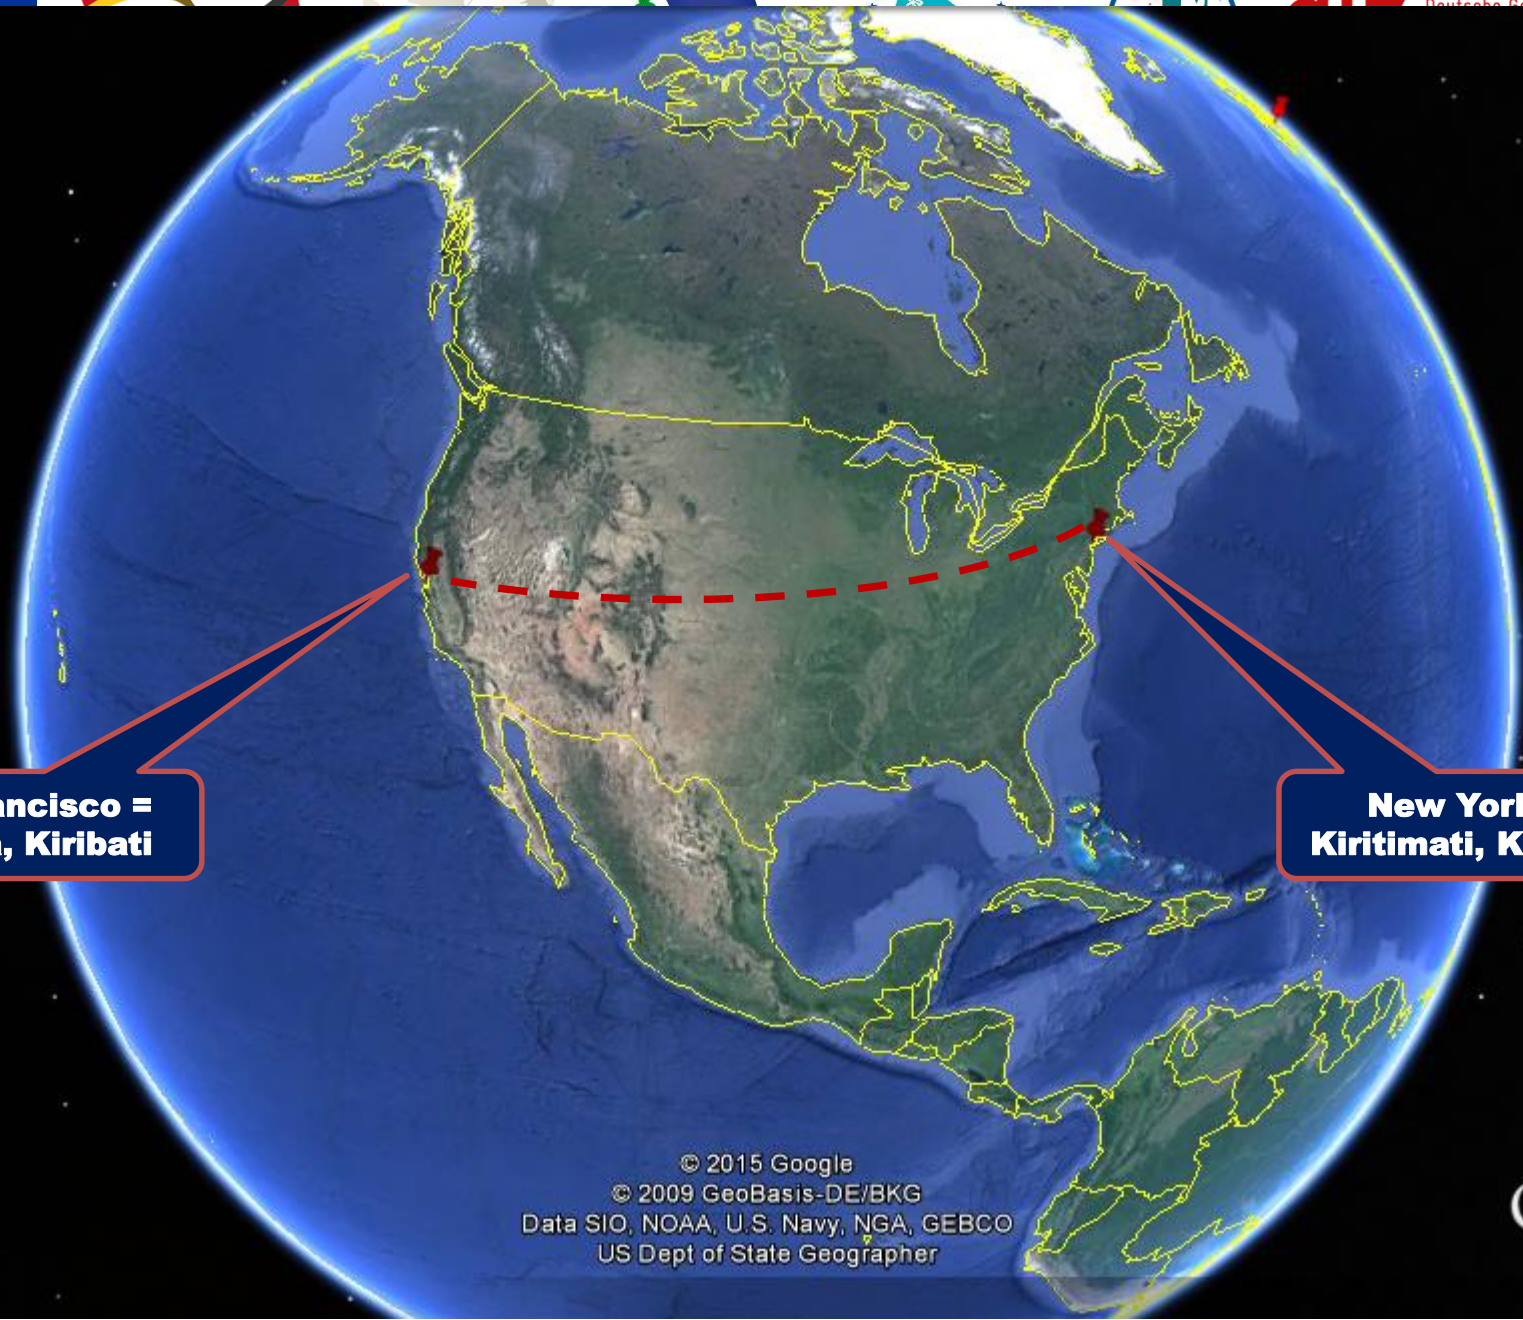 ancisco =
, Kiribati
New Yor
Kiritimati, K
© 2015 Google
© 2009 GeoBasis-DE/BKG
Data SIO, NOAA, U.S. Navy, NGA, GEBCO
US Dept of State Geographer